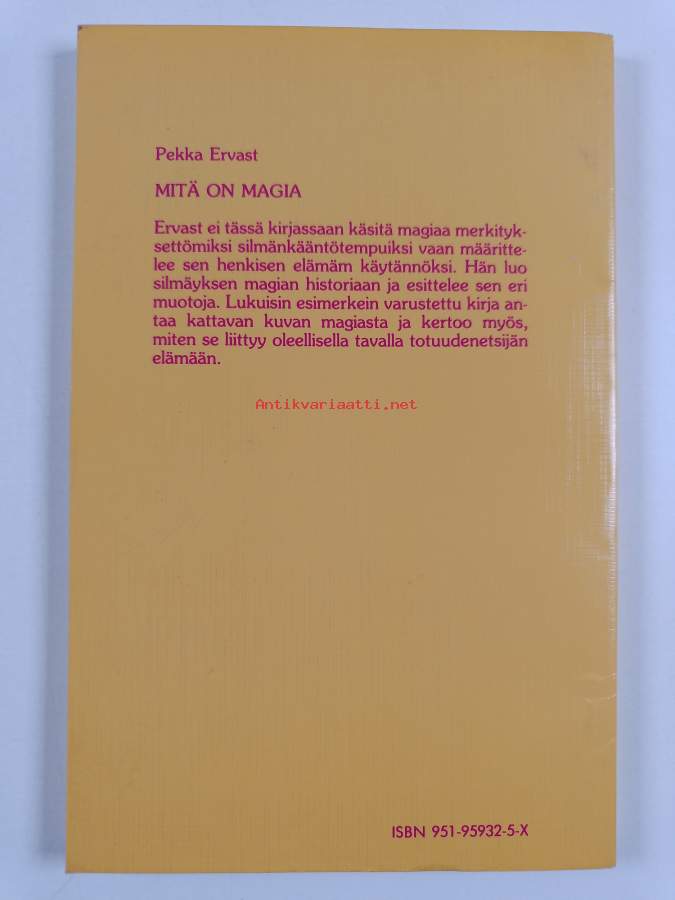 Pekka Ervast
MITÄ ON MAGIA
Ervast ei tässä kirjassaan käsitä magiaa merkityk-
settömiksi silmänkääntötempuiksi vaan määritte-
lee sen henkisen elämäm käytännöksi. Hän luo
silmäyksen magian historiaan ja esittelee sen eri
muotoja. Lukuisin esimerkein varustettu kirja an-
taa kattavan kuvan magiasta ja kertoo myös,
miten se liittyy oleellisella tavalla totuudenetsijän
elämään.
Antikvariaatti.net
ISBN 951-95932-5-X